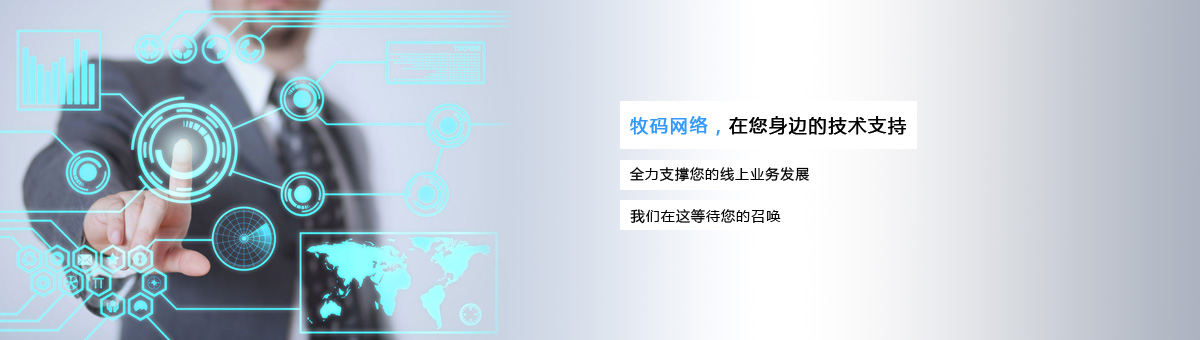 牧码网络，在您身边的技术支持
全力支撑您的线上业务发展
我们在这等待您的召唤